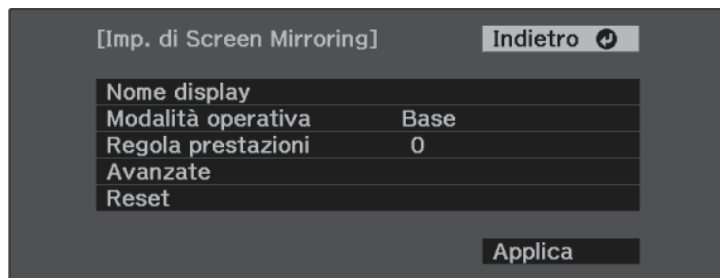 [Imp. di Screen Mirroring] Indietro
Nome display
Modalità operativa Base
Regola prestazioni 0
Avanzate
Reset
Applica